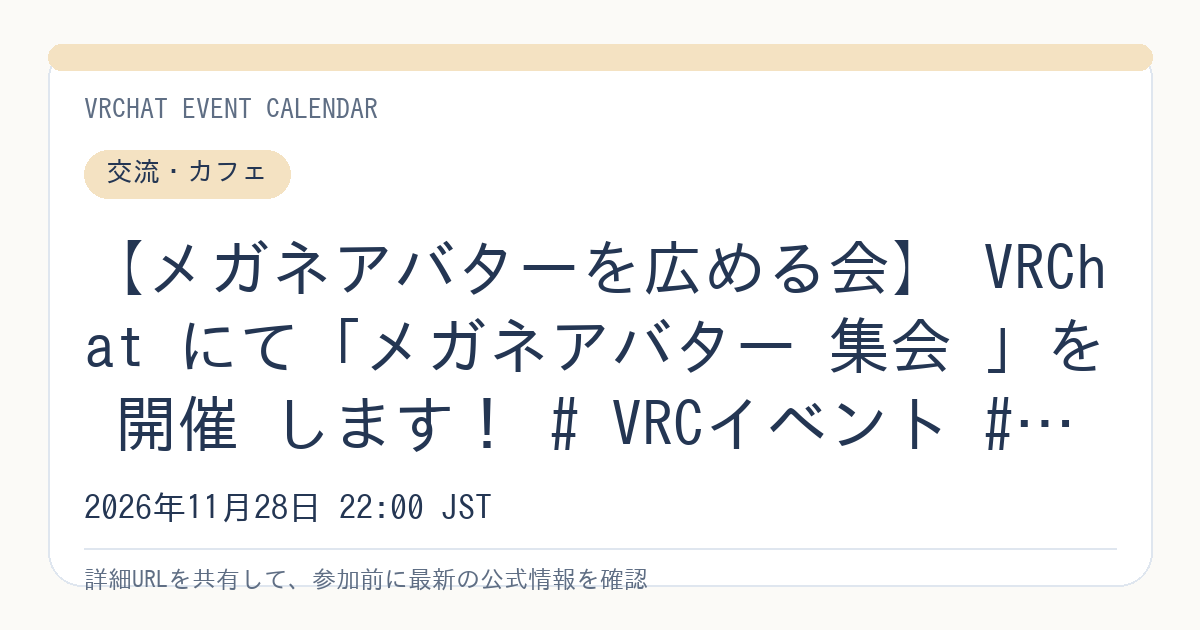 VRCHAT EVENT CALENDAR
交流・カフェ
【メガネアバターを広める会】 VRCh
at にて「メガネアバター 集会 」を
開催 します！ # VRCイベント #…
2026年11月28日 22:00 JST
詳細URLを共有して、参加前に最新の公式情報を確認